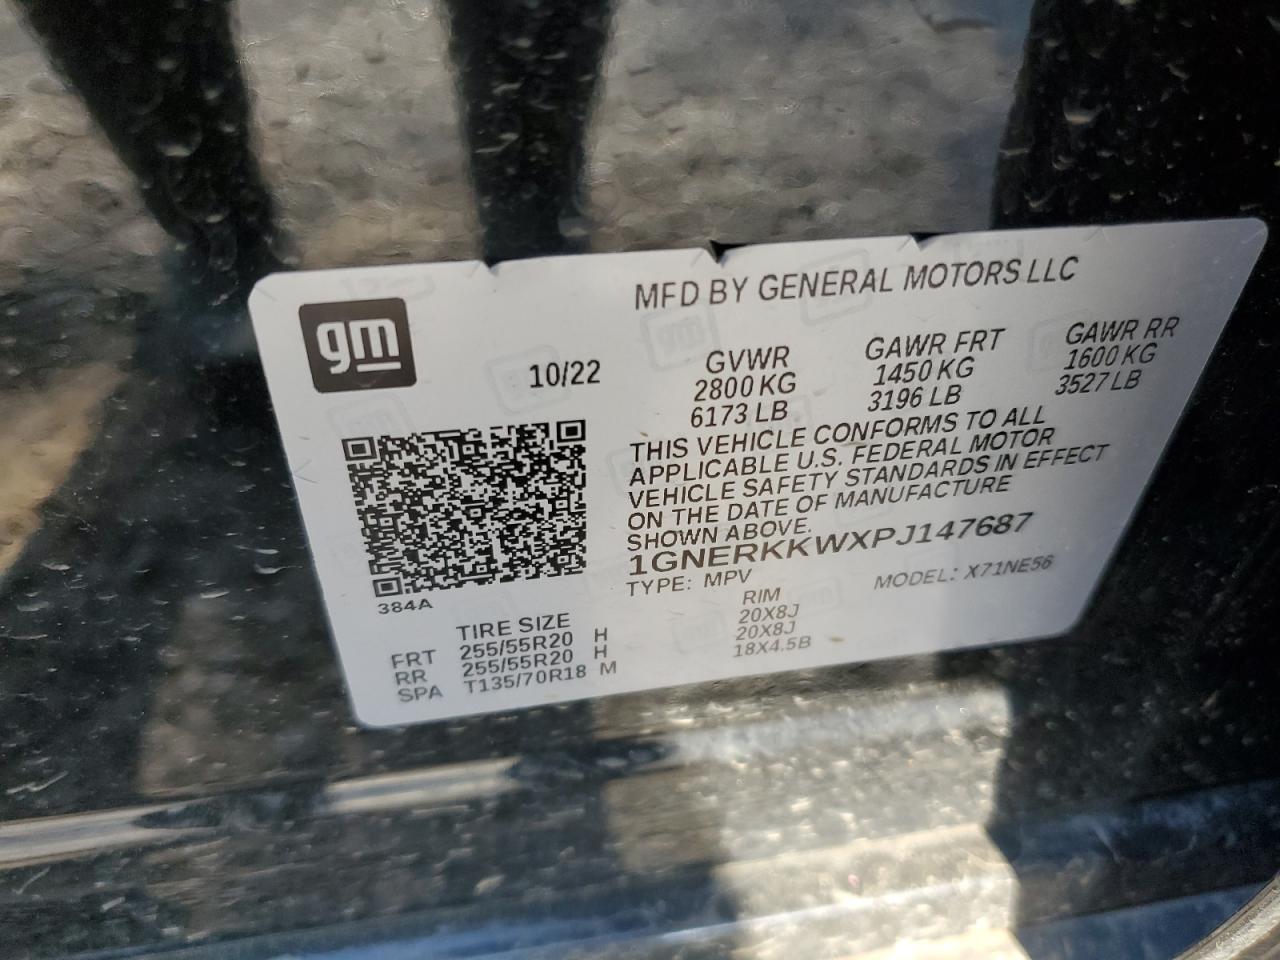 gm
MFD BY GENERAL MOTORS LLC
10/22
GVWR GAWR FRT GAWR RR
2800 KG 1450 KG 1600 KG
6173 LB 3196 LB 3527 LB
THIS VEHICLE CONFORMS TO ALL
APPLICABLE U.S. FEDERAL MOTOR
VEHICLE SAFETY STANDARDS IN EFFECT
ON THE DATE OF MANUFACTURE
SHOWN ABOVE.
1GNERKKWXPJ147687
TYPE: MPV MODEL: X71NE56
384A
TIRE SIZE RIM
FRT 255/55R20 H 20X8J
RR 255/55R20 H 20X8J
SPA T135/70R18 M 18X4.5B